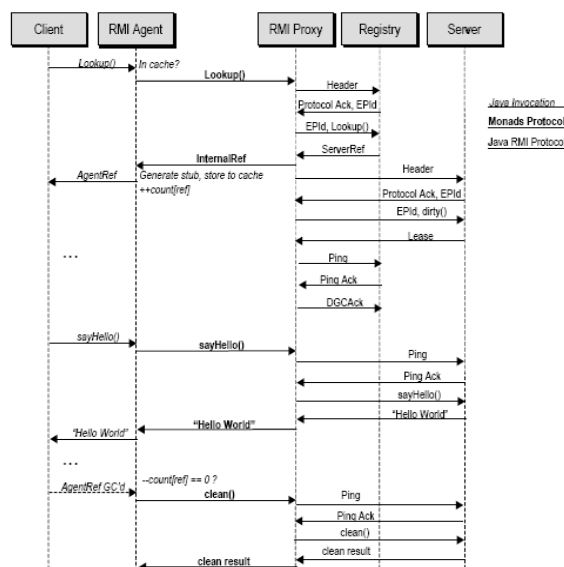 Client RMI Agent RMI Proxy Registry Server
Lookup() In cache?
Lookup()
Header
Protocol Ack, EPId
EPId, Lookup()
ServerRef
InternalRef
Header
AgentRef Generate stub, store to cache
++count[ref]
Protocol Ack, EPId
EPId, dirty()
Lease
...
Ping
Ping Ack
DGCAck
sayHello()
sayHello()
Ping
Ping Ack
sayHello()
"Hello World"
"Hello World"
"Hello World"
...
AgentRef GC'd --count[ref] == 0 ?
clean()
Ping
Ping Ack
clean()
clean result
clean result
Java Invocation
Monads Protocol
Java RMI Protocol